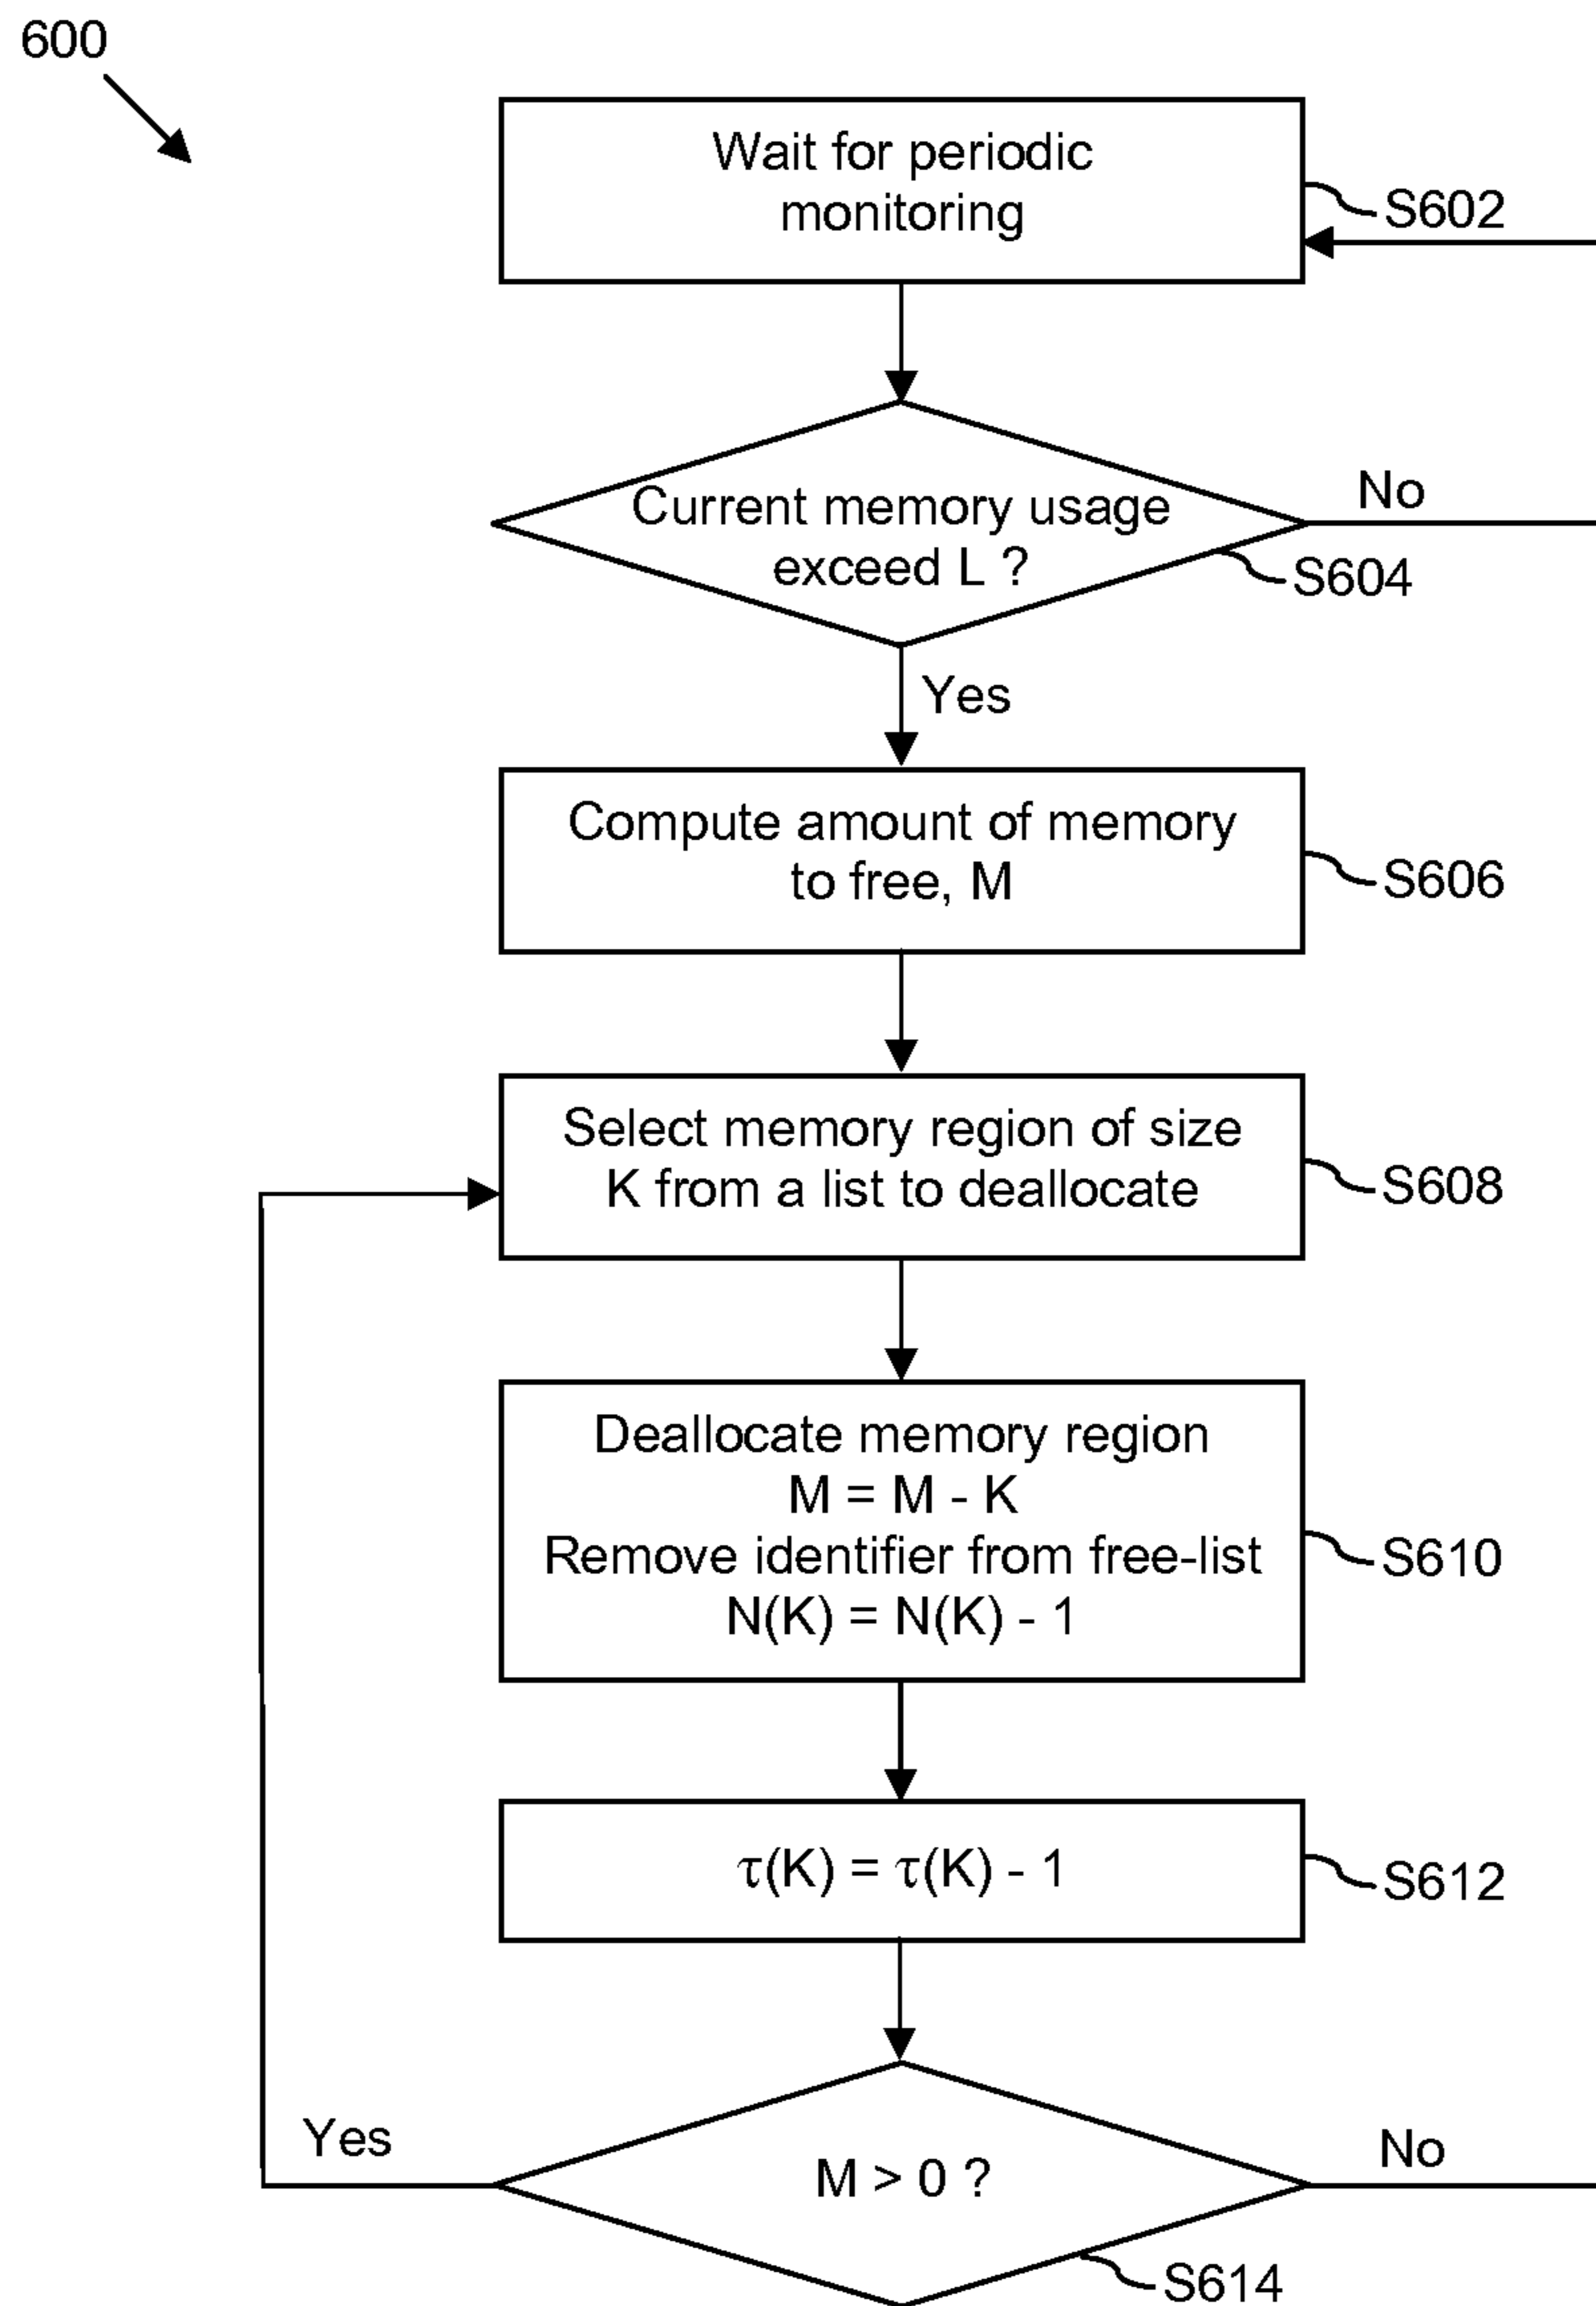 600
Wait for periodic
monitoring
S602
Current memory usage
exceed L ?
No
S604
Yes
Compute amount of memory
to free, M
S606
Select memory region of size
K from a list to deallocate
S608
Deallocate memory region
M = M - K
Remove identifier from free-list
N(K) = N(K) - 1
S610
τ(K) = τ(K) - 1
S612
Yes
M > 0 ?
No
S614